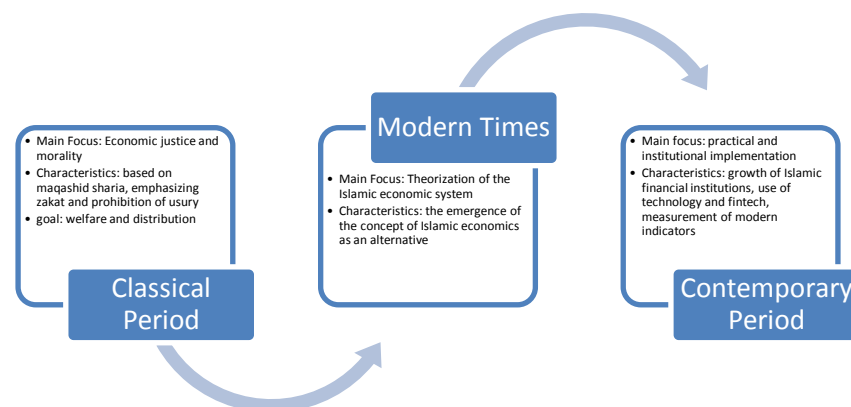 • Main Focus: Economic justice and
morality
• Characteristics: based on
maqashid sharia, emphasizing
zakat and prohibition of usury
• goal: welfare and distribution
Classical
Period
Modern Times
• Main Focus: Theorization of the
Islamic economic system
• Characteristics: the emergence of
the concept of Islamic economics
as an alternative
• Main focus: practical and
institutional implementation
• Characteristics: growth of Islamic
financial institutions, use of
technology and fintech,
measurement of modern
indicators
Contemporary
Period